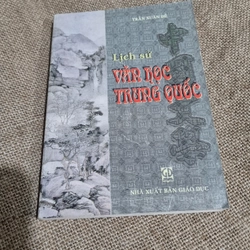 TRẦN XUÂN ĐỀ
Lịch sử
VĂN HỌC
TRUNG QUỐC
NHÀ XUẤT BẢN GIÁO DỤC